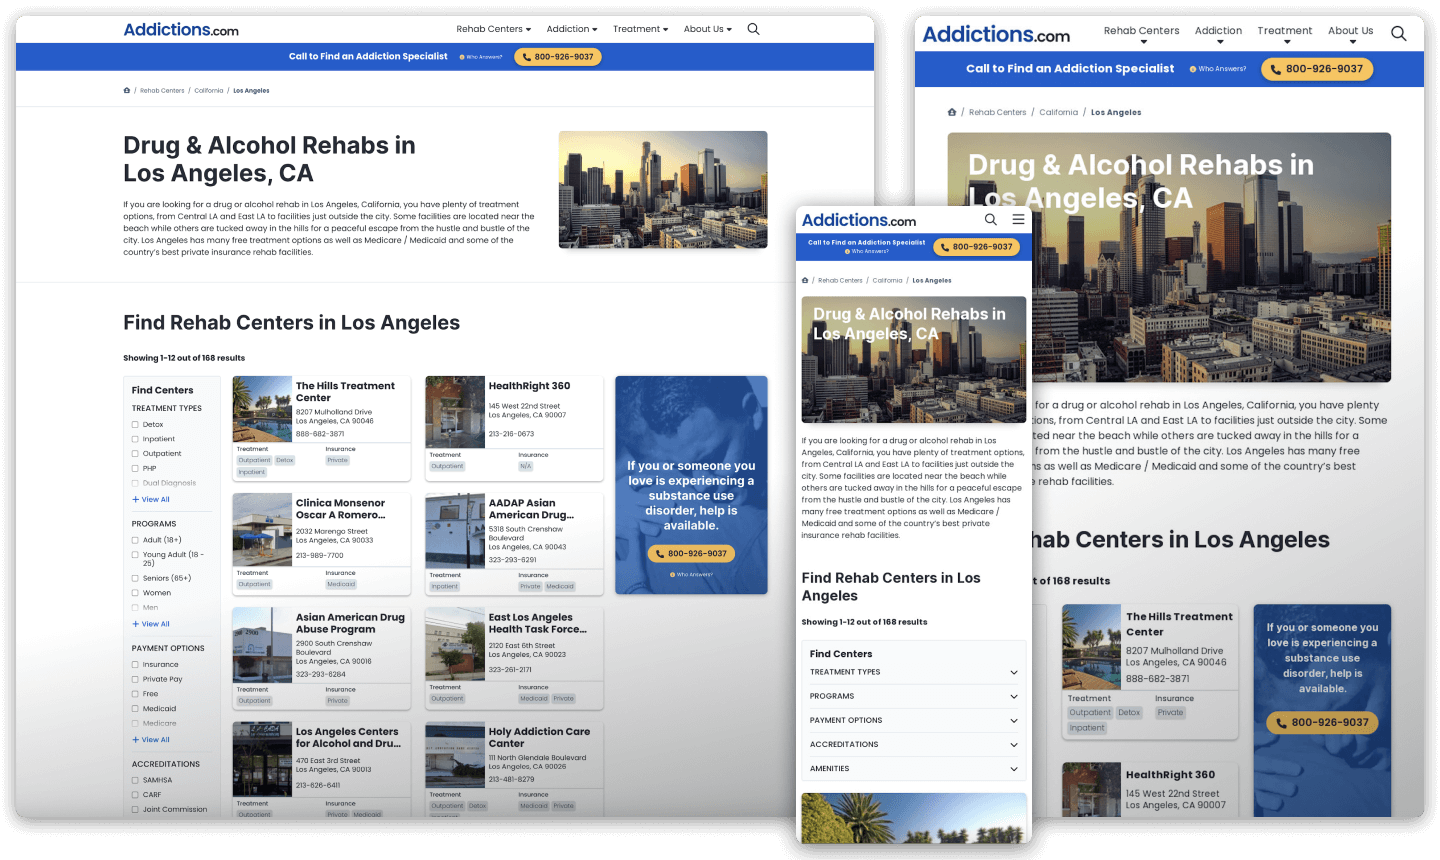 Addictions.com
Rehab Centers
Addiction
Treatment
About Us
Call to Find an Addiction Specialist
Who Answers?
800-926-9037
/ Rehab Centers / California / Los Angeles
Drug & Alcohol Rehabs in
Los Angeles, CA
If you are looking for a drug or alcohol rehab in Los Angeles, California, you have plenty of treatment
options, from Central LA and East LA to facilities just outside the city. Some facilities are located near the
beach while others are tucked away in the hills for a peaceful escape from the hustle and bustle of the
city. Los Angeles has many free treatment options as well as Medicare / Medicaid and some of the
country's best private insurance rehab facilities.
Find Rehab Centers in Los Angeles
Showing 1-12 out of 168 results
Find Centers
TREATMENT TYPES
Detox
Inpatient
Outpatient
PHP
Dual Diagnosis
+ View All
PROGRAMS
Adult (18+)
Young Adult (18 -
25)
Seniors (65+)
Women
Men
+ View All
PAYMENT OPTIONS
Insurance
Private Pay
Free
Medicaid
Medicare
+ View All
ACCREDITATIONS
SAMHSA
CARF
Joint Commission
The Hills Treatment
Center
8207 Mulholland Drive
Los Angeles, CA 90046
888-682-3871
Treatment
Insurance
Outpatient
Detox
Private
Inpatient
HealthRight 360
145 West 22nd Street
Los Angeles, CA 90007
213-216-0673
Treatment
Insurance
Outpatient
N/A
Clinica Monsenor
Oscar A Romero...
2032 Marengo Street
Los Angeles, CA 90033
213-989-7700
Treatment
Insurance
Outpatient
Medicaid
AADAP Asian
American Drug...
5318 South Crenshaw
Boulevard
Los Angeles, CA 90043
323-293-6291
Treatment
Insurance
Inpatient
Private
Medicaid
Asian American Drug
Abuse Program
2900 South Crenshaw
Boulevard
Los Angeles, CA 90016
323-293-6284
Treatment
Insurance
Outpatient
Private
East Los Angeles
Health Task Force...
2120 East 6th Street
Los Angeles, CA 90023
323-261-2171
Treatment
Insurance
Outpatient
Medicaid
Private
Los Angeles Centers
for Alcohol and Dru...
470 East 3rd Street
Los Angeles, CA 90013
213-626-6411
Treatment
Insurance
Outpatient
Private
Medicaid
Holy Addiction Care
Canter
111 North Glendale Boulevard
Los Angeles, CA 90026
213-481-8279
Treatment
Insurance
Outpatient
Detox
Medicaid
Private
Inpatient
If you or someone you
love is experiencing a
substance use
disorder, help is
available.
800-926-9037
Who Answers?
Addictions.com
Call to Find an Addiction Specialist
Who Answers?
800-926-9037
/ Rehab Centers / California / Los Angeles
Drug & Alcohol Rehabs in
Los Angeles, CA
If you are looking for a drug or alcohol rehab in Los
Angeles, California, you have plenty of treatment options,
from Central LA and East LA to facilities just outside the
city. Some facilities are located near the beach while
others are tucked away in the hills for a peaceful escape
from the hustle and bustle of the city. Los Angeles has
many free treatment options as well as Medicare /
Medicaid and some of the country's best private
insurance rehab facilities.
Find Rehab Centers in Los
Angeles
Showing 1-12 out of 168 results
Find Centers
TREATMENT TYPES
PROGRAMS
PAYMENT OPTIONS
ACCREDITATIONS
AMENITIES
Addictions.com
Rehab Centers
Addiction
Treatment
About Us
Call to Find an Addiction Specialist
Who Answers?
800-926-9037
/ Rehab Centers / California / Los Angeles
Drug & Alcohol Rehabs in
Los Angeles, CA
for a drug or alcohol rehab in Los Angeles, California, you have plenty
from Central LA and East LA to facilities just outside the city. Some
near the beach while others are tucked away in the hills for a
from the hustle and bustle of the city. Los Angeles has many free
as well as Medicare / Medicaid and some of the country's best
rehab facilities.
Centers in Los Angeles
out of 168 results
The Hills Treatment
Center
8207 Mulholland Drive
Los Angeles, CA 90046
888-682-3871
Treatment
Insurance
Outpatient
Detox
Private
Inpatient
HealthRight 360
145 West 22nd Street
Los Angeles, CA 90007
If you or someone you
love is experiencing a
substance use
disorder, help is
available.
800-926-9037